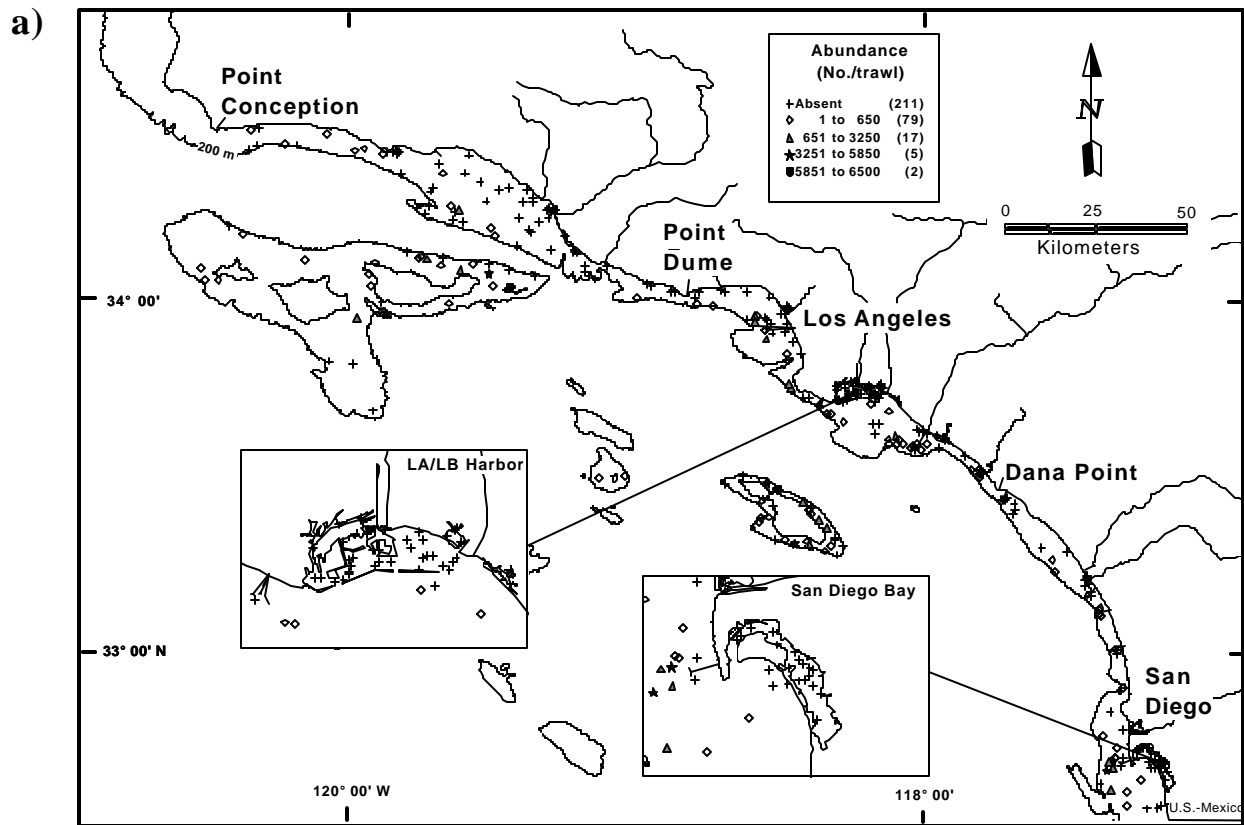 a)
Abundance
(No./trawl)
Absent (211)
1 to 650 (79)
651 to 3250 (17)
3251 to 5850 (5)
5851 to 6500 (2)
N
0 25 50
Kilometers
Point
Conception
200 m
Point
Dume
34° 00'
Los Angeles
LA/LB Harbor
Dana Point
San Diego Bay
33° 00' N
San
Diego
120° 00' W
118° 00'
U.S.-Mexico